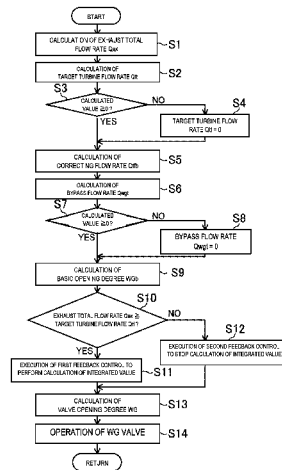 START
CALCULATION OF EXHAUST TOTAL
FLOW RATE Qax
S1
CALCULATION OF
TARGET TURBINE FLOW RATE Qtt
S2
S3
CALCULATED
VALUE ≧0?
NO
YES
S4
TARGET TURBINE FLOW
RATE Qtt = 0
CALCULATION OF
CORRECTING FLOW RATE Qtfb
S5
CALCULATION OF
BYPASS FLOW RATE Qwgt
S6
S7
CALCULATED
VALUE ≧0?
NO
YES
S8
BYPASS FLOW RATE
Qwgt = 0
CALCULATION OF
BASIC OPENING DEGREE WGb
S9
S10
EXHAUST TOTAL FLOW RATE Qax ≧
TARGET TURBINE FLOW RATE Qtt?
NO
YES
S12
EXECUTION OF SECOND FEEDBACK CONTROL
TO STOP CALCULATION OF INTEGRATED VALUE
EXECUTION OF FIRST FEEDBACK CONTROL TO
PERFORM CALCULATION OF INTEGRATED VALUE
S11
CALCULATION OF
VALVE OPENING DEGREE WG
S13
OPERATION OF WG VALVE
S14
RETURN